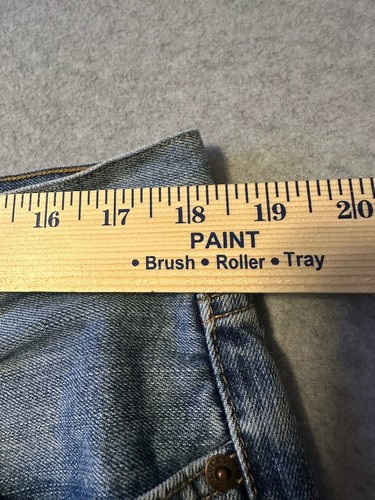 16 17 18 19 20
PAINT
• Brush • Roller • Tray